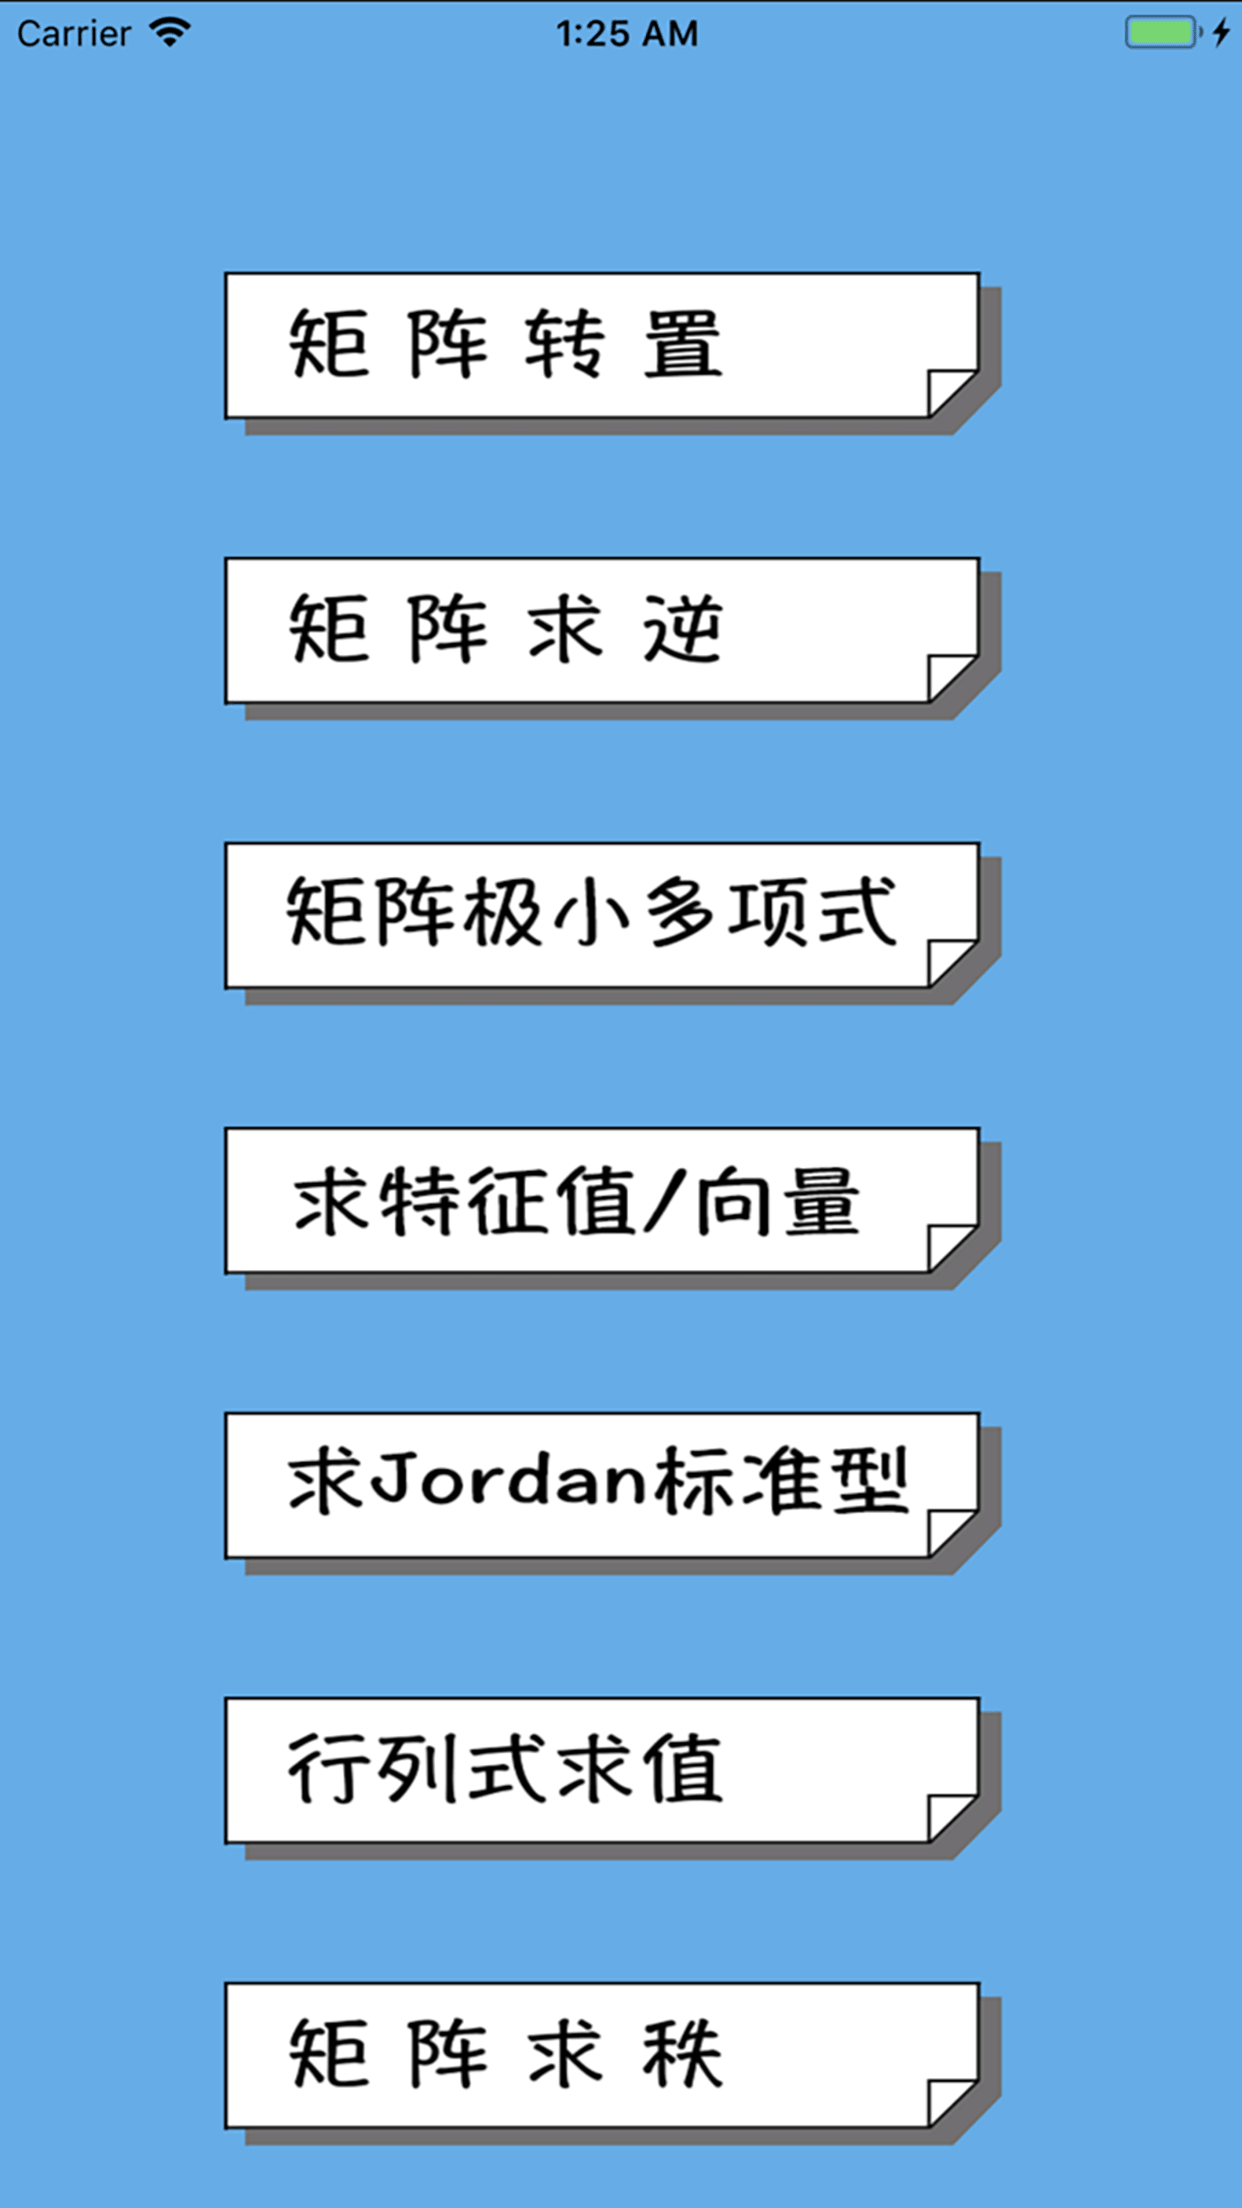 Carrier 1:25 AM
矩 阵 转 置
矩 阵 求 逆
矩阵极小多项式
求特征值/向量
求Jordan标准型
行列式求值
矩 阵 求 秩